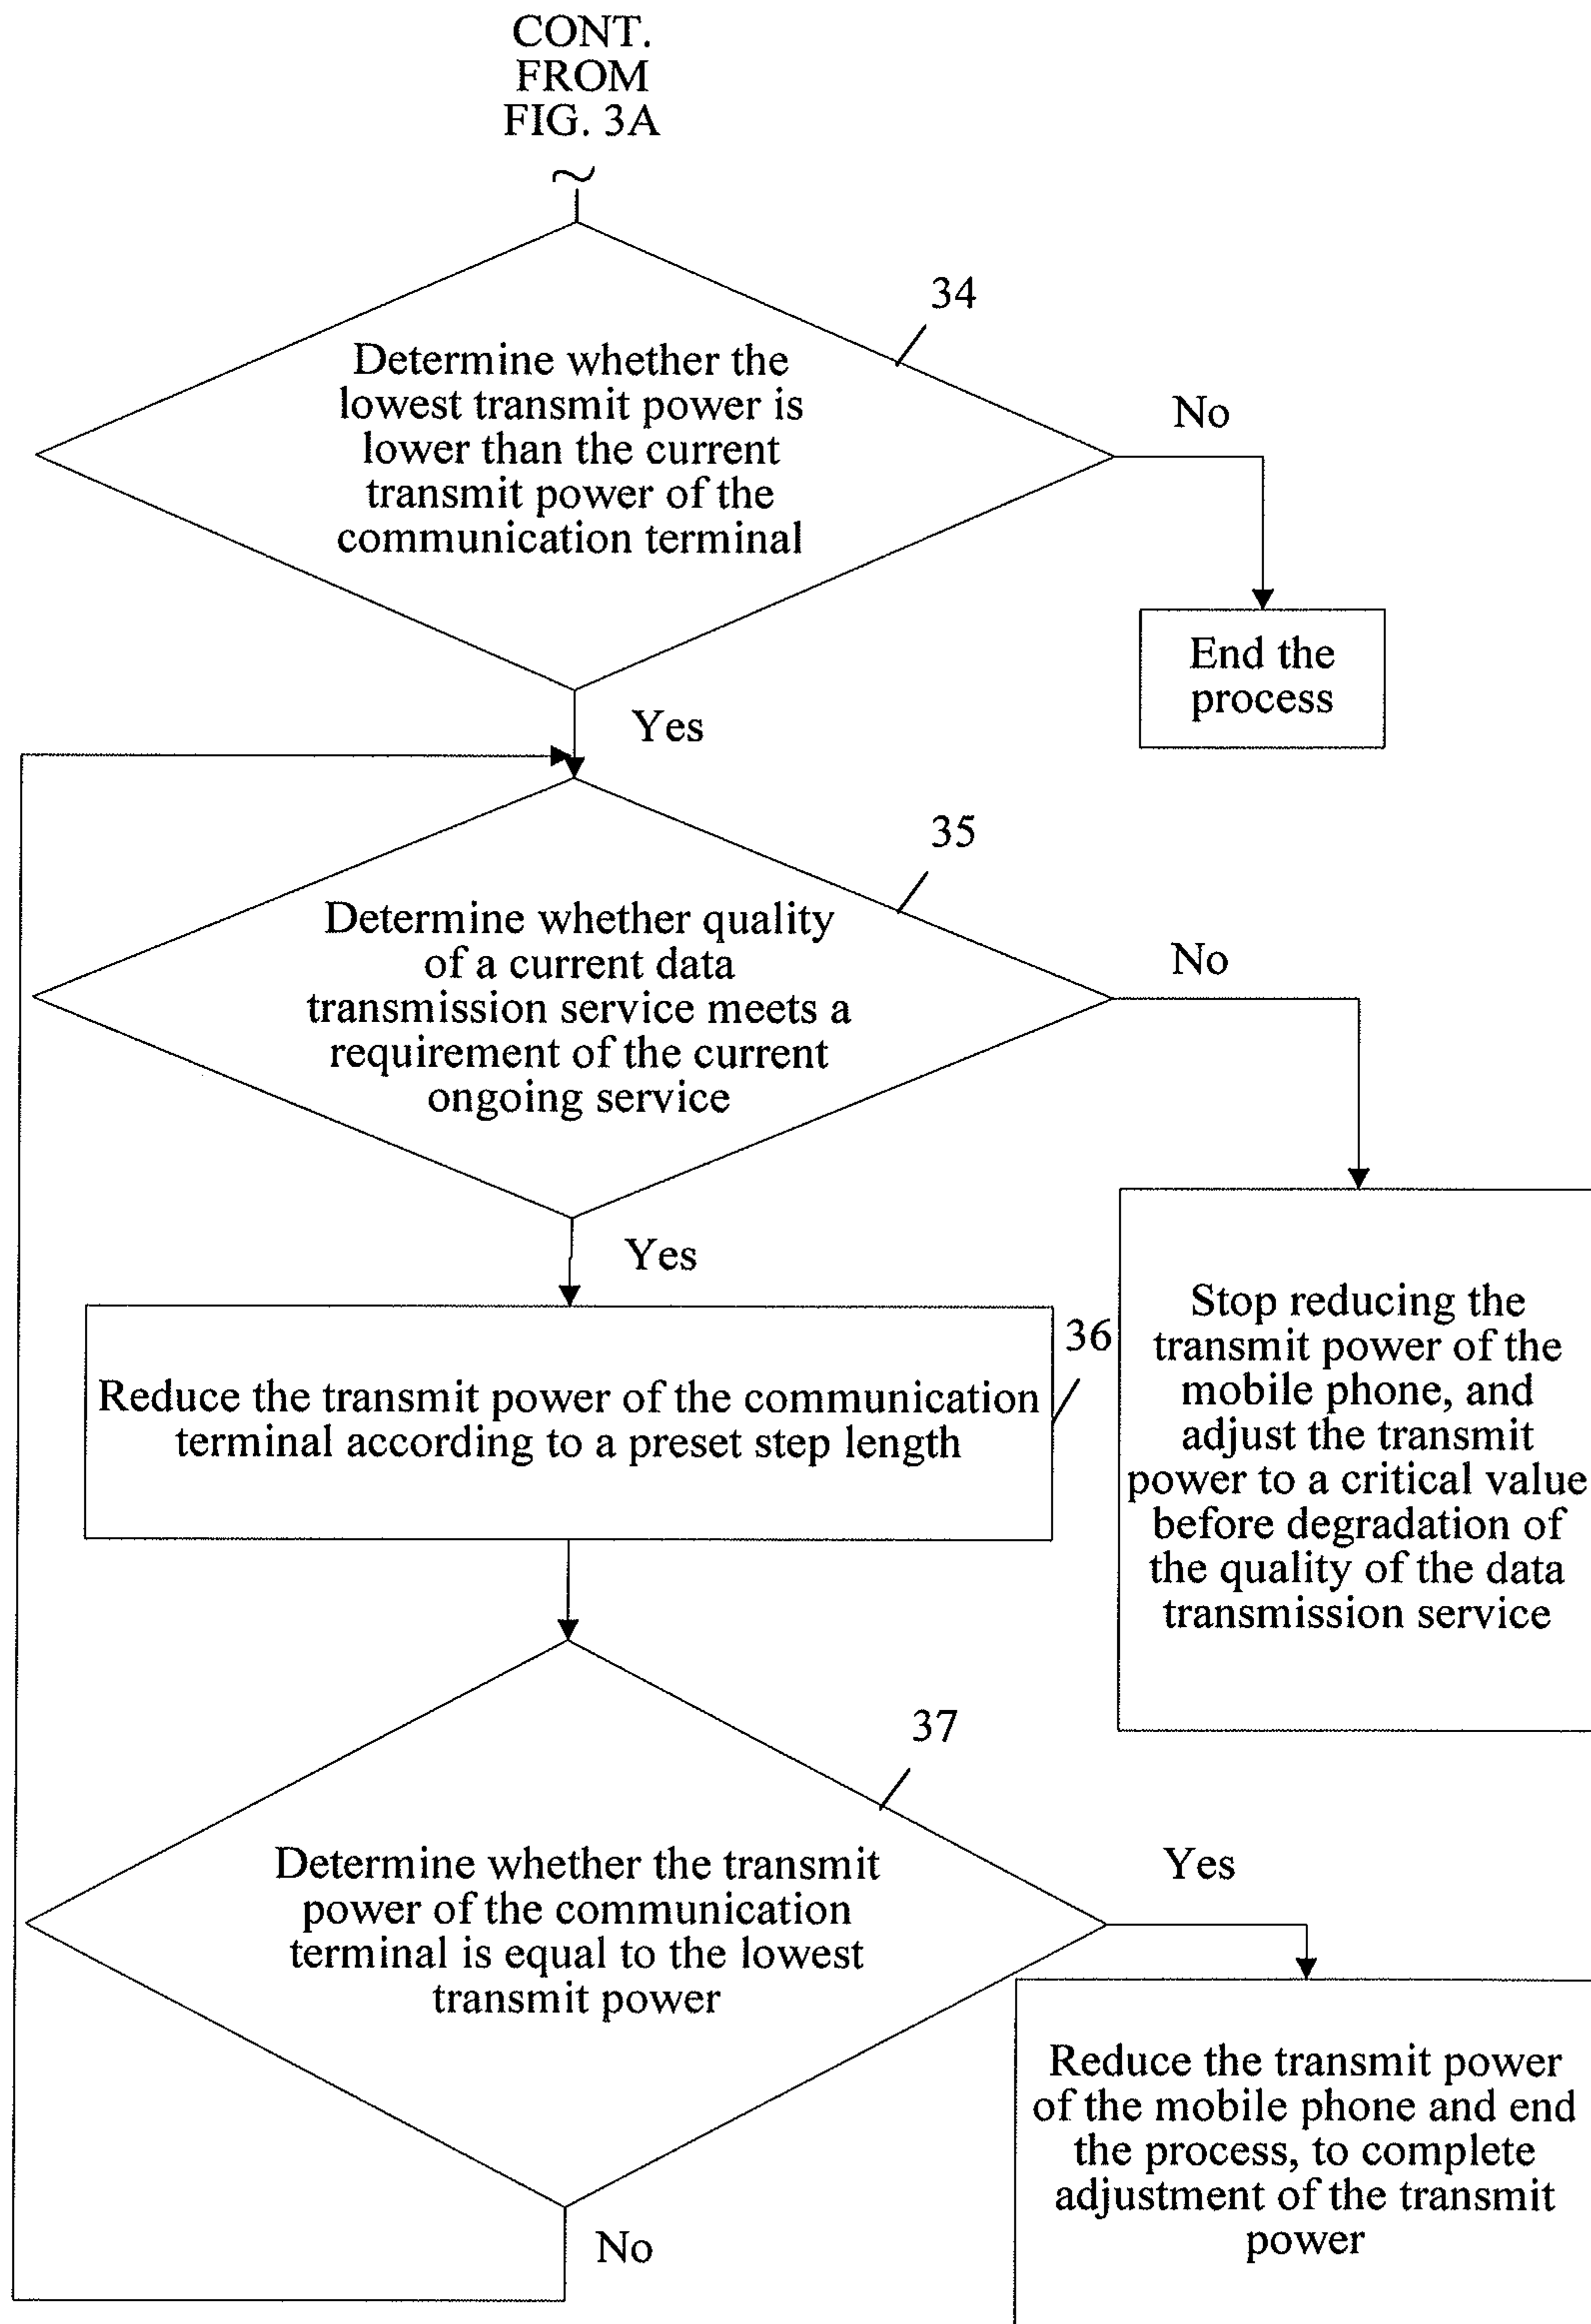 CONT.
FROM
FIG. 3A
34
Determine whether the
lowest transmit power is
lower than the current
transmit power of the
communication terminal
No
End the
process
Yes
35
Determine whether quality
of a current data
transmission service meets a
requirement of the current
ongoing service
No
Yes
Stop reducing the
transmit power of the
mobile phone, and
adjust the transmit
power to a critical value
before degradation of
the quality of the data
transmission service
36
Reduce the transmit power of the communication
terminal according to a preset step length
37
Determine whether the transmit
power of the communication
terminal is equal to the lowest
transmit power
Yes
Reduce the transmit power
of the mobile phone and end
the process, to complete
adjustment of the transmit
power
No